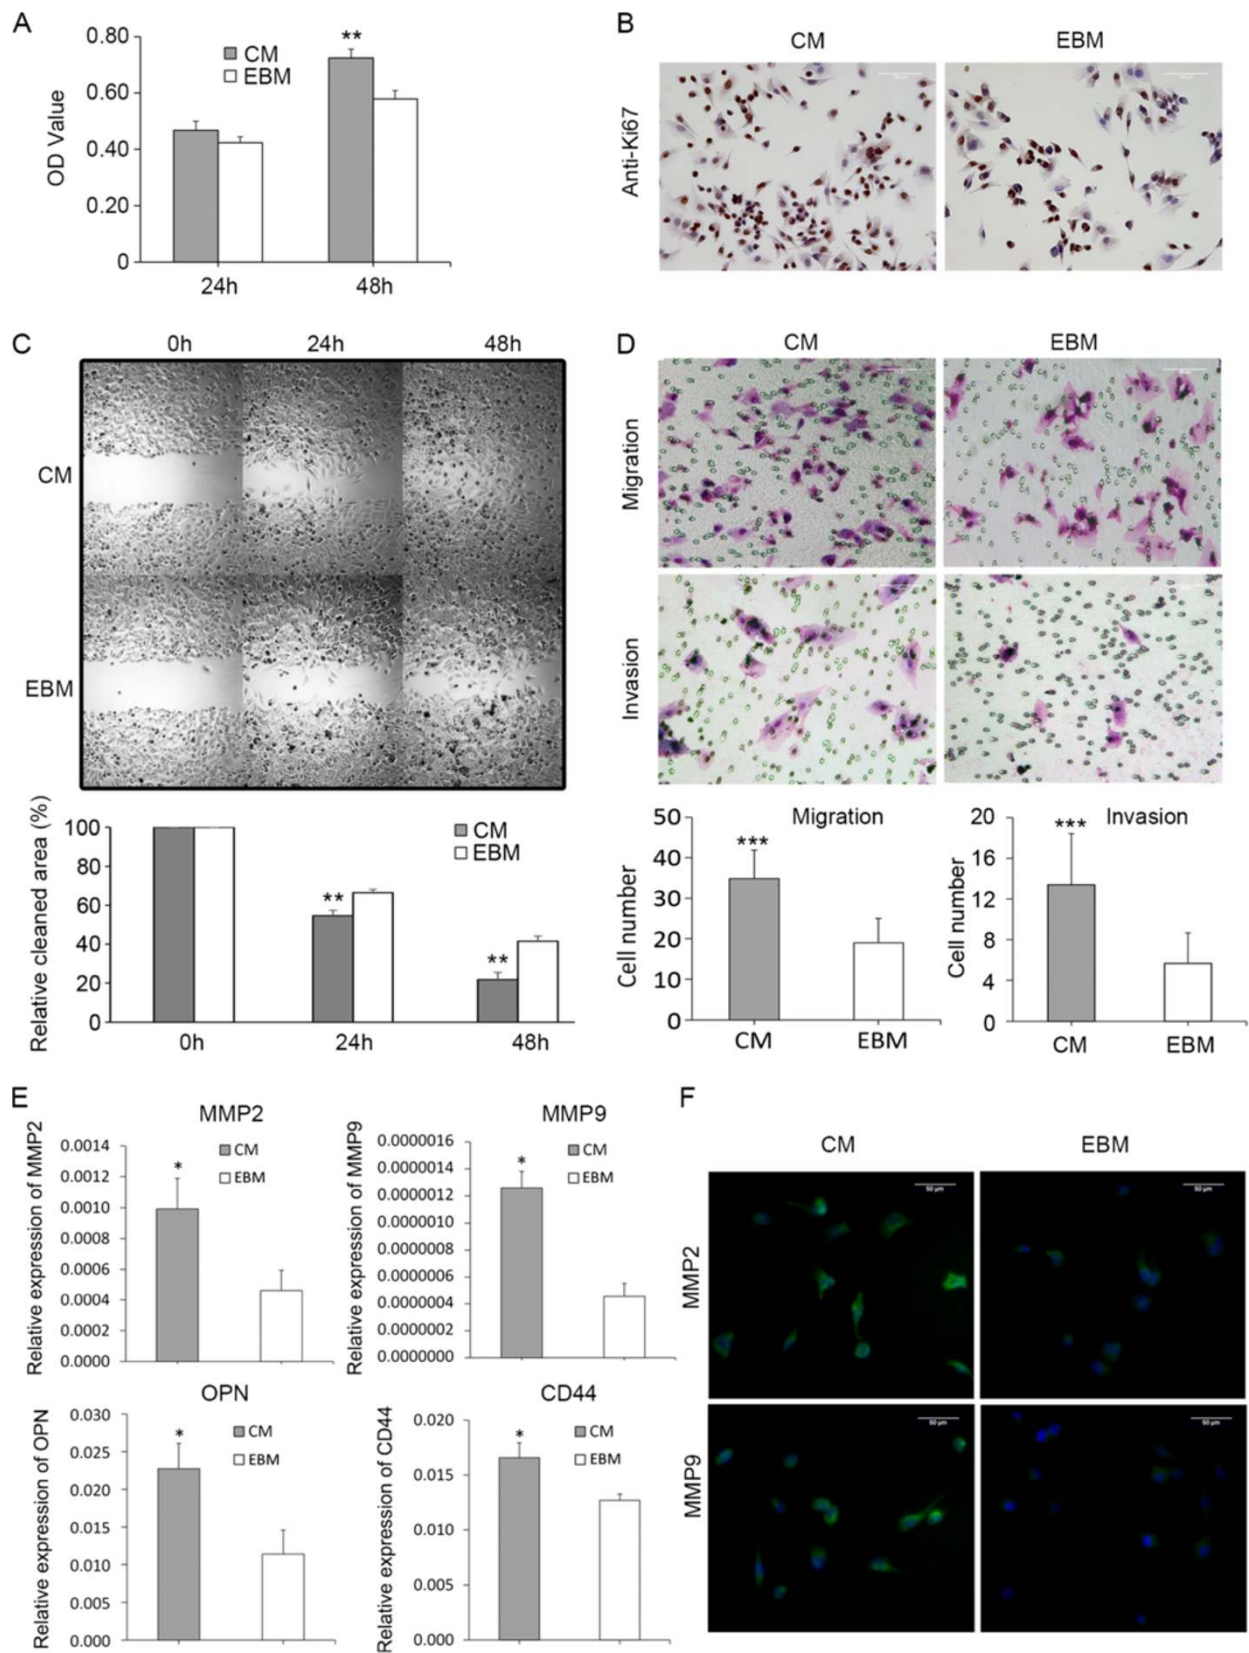 A
0.80
0.60
0.40
0.20
0
OD Value
**
CM
EBM
24h
48h
B
CM
EBM
Anti-Ki67
C
0h
24h
48h
CM
EBM
Relative cleaned area (%)
100
80
60
40
20
0
**
**
CM
EBM
0h
24h
48h
D
CM
EBM
Migration
Invasion
Migration
Cell number
50
40
30
20
10
0
***
CM
EBM
Invasion
Cell number
20
16
12
8
4
0
***
CM
EBM
E
MMP2
Relative expression of MMP2
0.0014
0.0012
0.0010
0.0008
0.0006
0.0004
0.0002
0.0000
*
CM
EBM
MMP9
Relative expression of MMP9
0.0000016
0.0000014
0.0000012
0.0000010
0.0000008
0.0000006
0.0000004
0.0000002
0.0000000
*
CM
EBM
OPN
Relative expression of OPN
0.030
0.025
0.020
0.015
0.010
0.005
0.000
*
CM
EBM
CD44
Relative expression of CD44
0.020
0.015
0.010
0.005
0.000
*
CM
EBM
F
CM
EBM
MMP2
50 µm
50 µm
MMP9
50 µm
50 µm